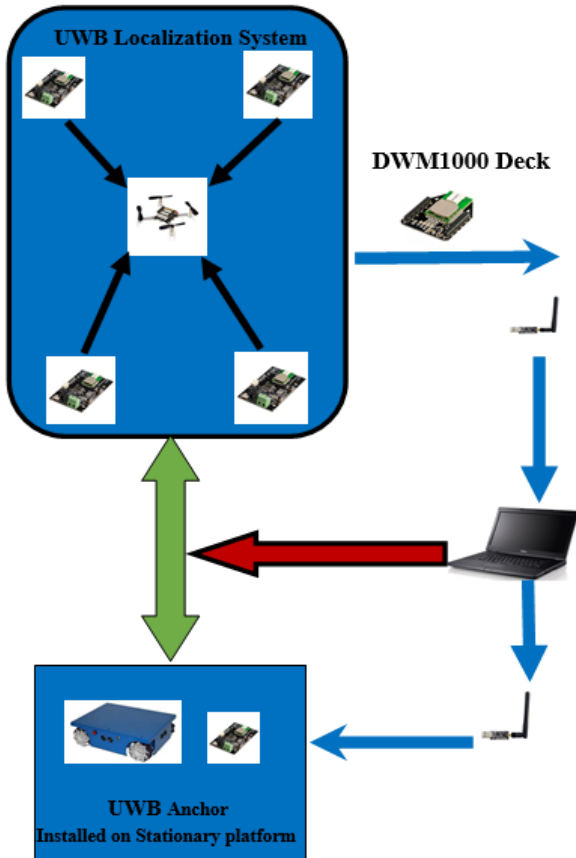 UWB Localization System
DWM1000 Deck
UWB Anchor
Installed on Stationary platform